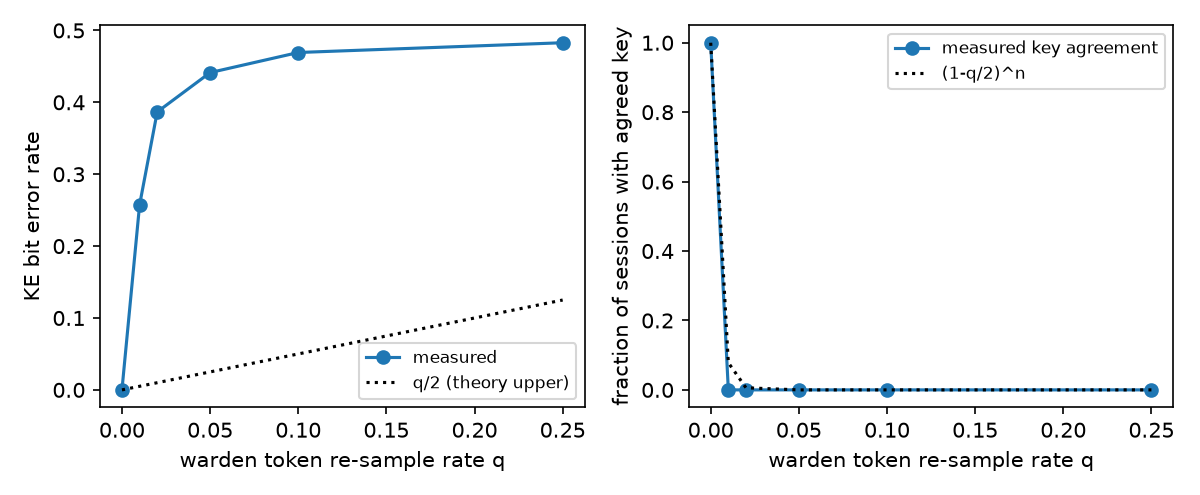 KE bit error rate
0.5
0.4
0.3
0.2
0.1
0.0
measured
q/2 (theory upper)
0.00 0.05 0.10 0.15 0.20 0.25
warden token re-sample rate q
fraction of sessions with agreed key
1.0
0.8
0.6
0.4
0.2
0.0
measured key agreement
(1-q/2)^n
0.00 0.05 0.10 0.15 0.20 0.25
warden token re-sample rate q